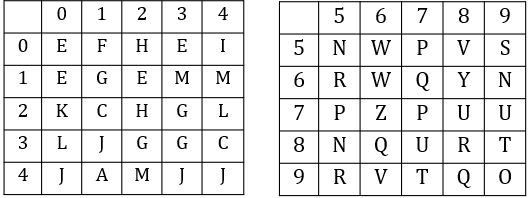 0 1 2 3 4
0 E F H E I
1 E G E M M
2 K C H G L
3 L J G G C
4 J A M J J
5 6 7 8 9
5 N W P V S
6 R W Q Y N
7 P Z P U U
8 N Q U R T
9 R V T Q O